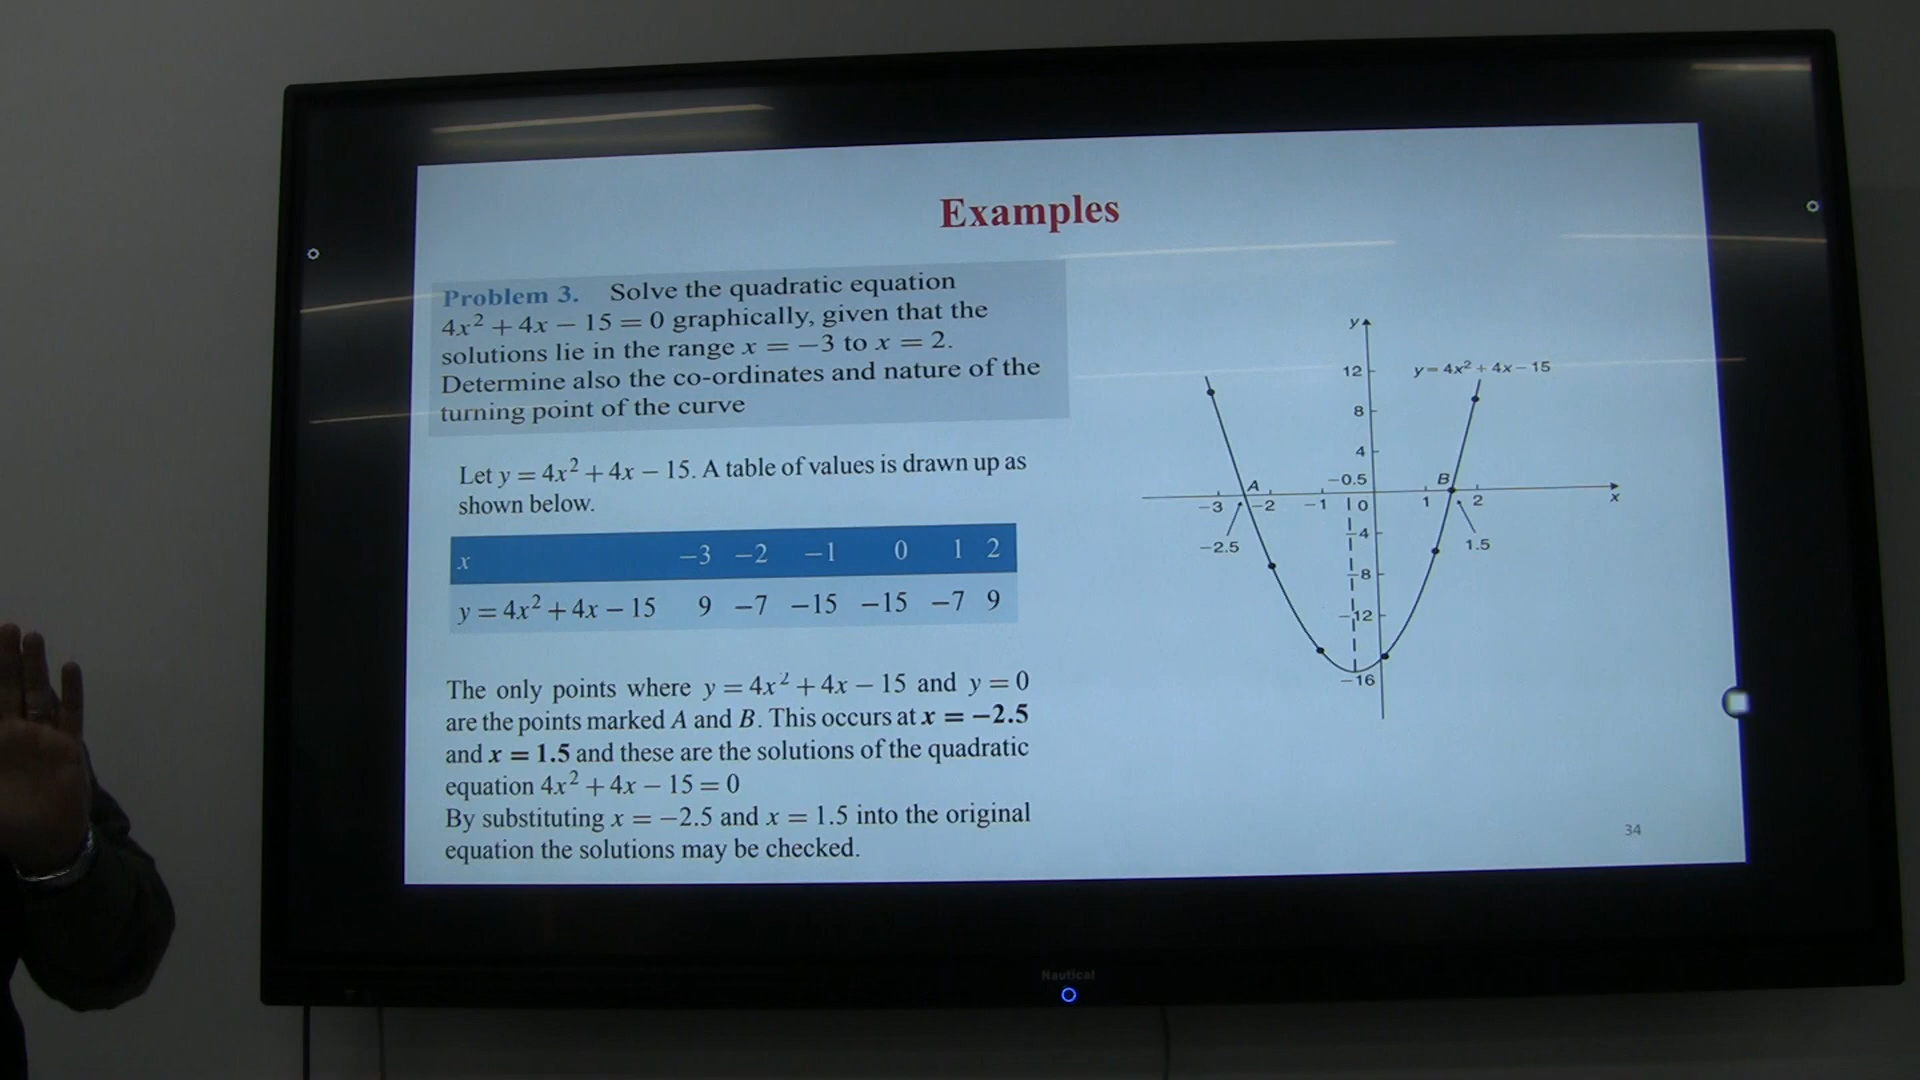 Examples
Problem 3. Solve the quadratic equation
4x² + 4x − 15 = 0 graphically, given that the
solutions lie in the range x = −3 to x = 2.
Determine also the co-ordinates and nature of the
turning point of the curve
Let y = 4x² + 4x − 15. A table of values is drawn up as
shown below.
x −3 −2 −1 0 1 2
y = 4x² + 4x − 15 9 −7 −15 −15 −7 9
The only points where y = 4x² + 4x − 15 and y = 0
are the points marked A and B. This occurs at x = −2.5
and x = 1.5 and these are the solutions of the quadratic
equation 4x² + 4x − 15 = 0
By substituting x = −2.5 and x = 1.5 into the original
equation the solutions may be checked.
y
12 y = 4x² + 4x − 15
8
4
A −0.5 B
−3 −2 −1 0 1 2 x
−4
−2.5 1.5
−8
−12
−16
34
Nautical